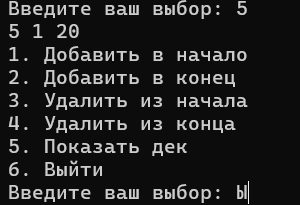 Введите ваш выбор: 5
5 1 20
1. Добавить в начало
2. Добавить в конец
3. Удалить из начала
4. Удалить из конца
5. Показать дек
6. Выйти
Введите ваш выбор: Ы